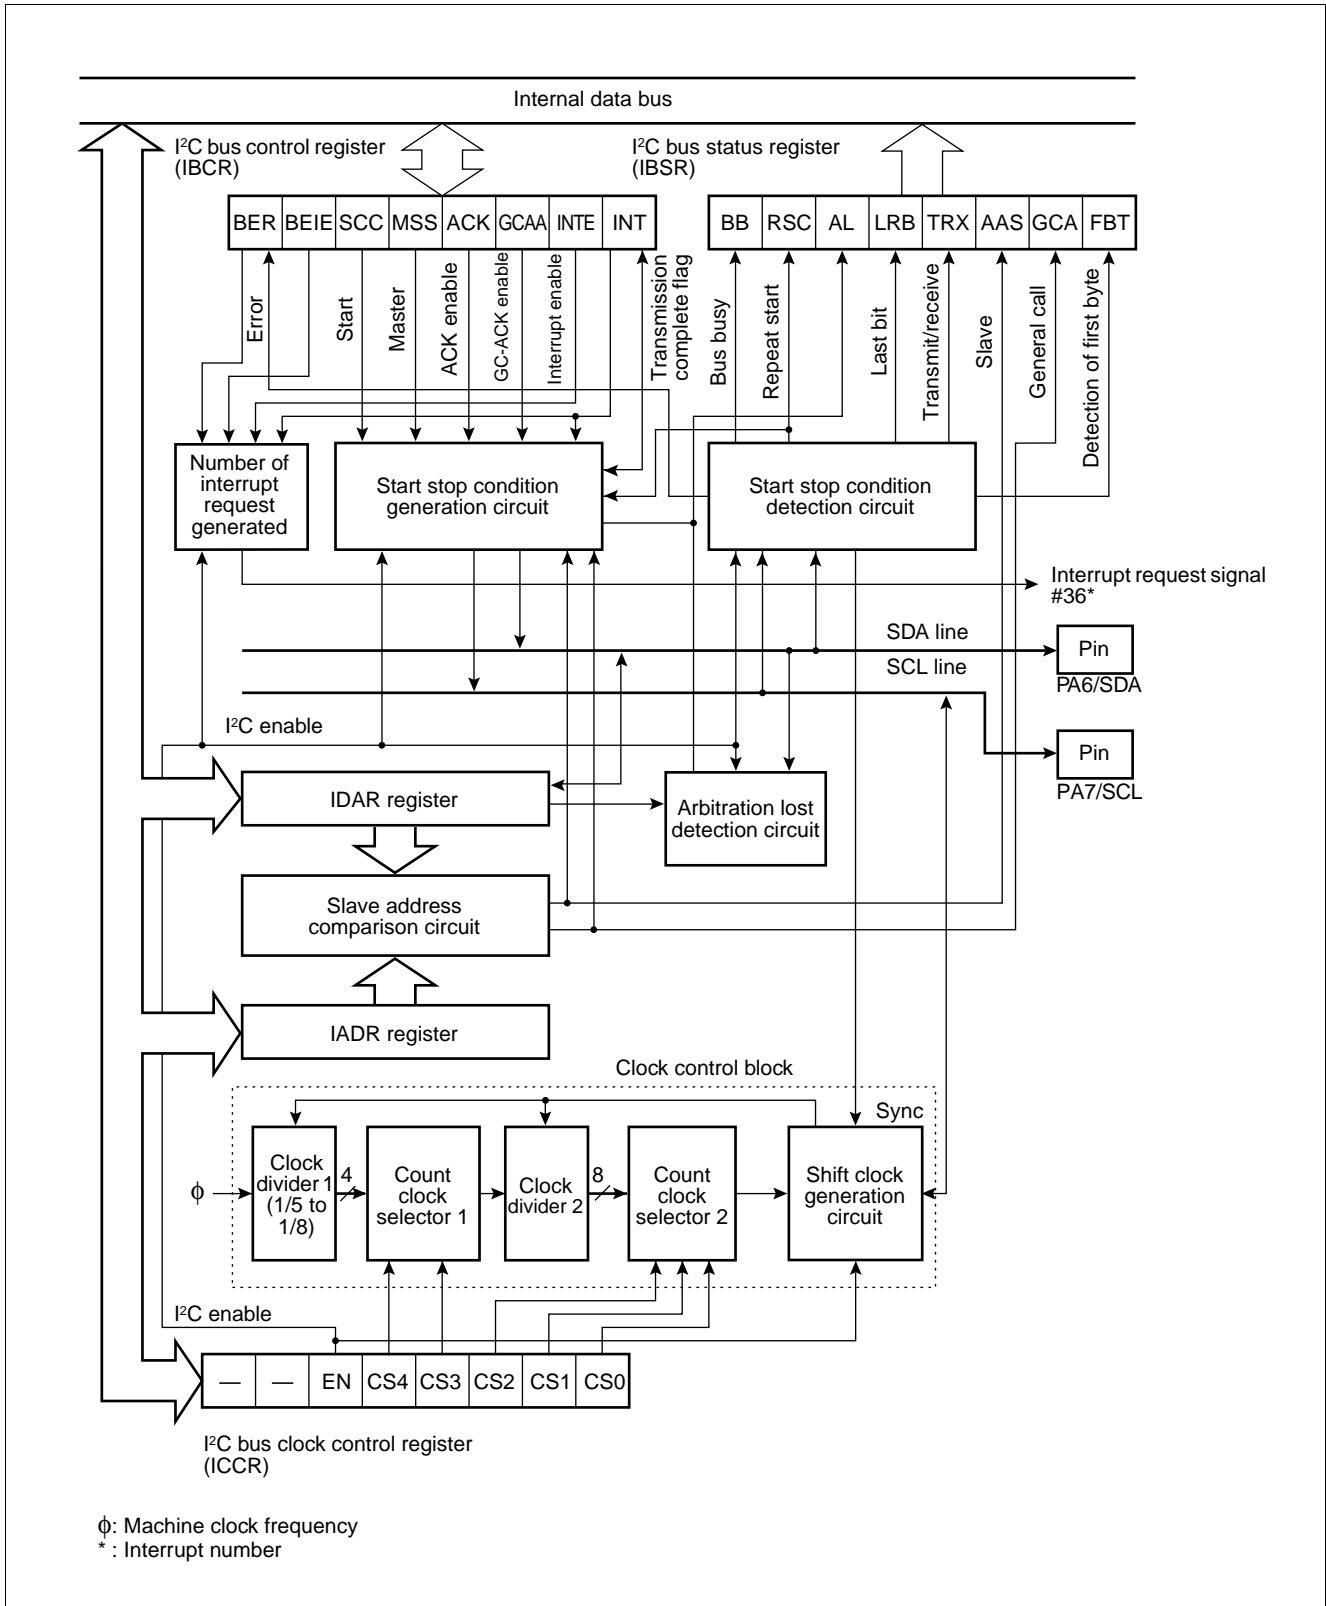 Internal data bus
I²C bus control register
(IBCR)
I²C bus status register
(IBSR)
BER BEIE SCC MSS ACK GCAA INTE INT
BB RSC AL LRB TRX AAS GCA FBT
Error
Start
Master
ACK enable
GC-ACK enable
Interrupt enable
Transmission
complete flag
Bus busy
Repeat start
Last bit
Transmit/receive
Slave
General call
Detection of first byte
Number of
interrupt
request
generated
Start stop condition
generation circuit
Start stop condition
detection circuit
Interrupt request signal
#36*
SDA line
Pin
PA6/SDA
SCL line
I²C enable
Pin
PA7/SCL
IDAR register
Arbitration lost
detection circuit
Slave address
comparison circuit
IADR register
Clock control block
Sync
ϕ
Clock
divider 1
(1/5 to
1/8)
4
Count
clock
selector 1
Clock
divider 2
8
Count
clock
selector 2
Shift clock
generation
circuit
I²C enable
— — EN CS4 CS3 CS2 CS1 CS0
I²C bus clock control register
(ICCR)
ϕ: Machine clock frequency
* : Interrupt number